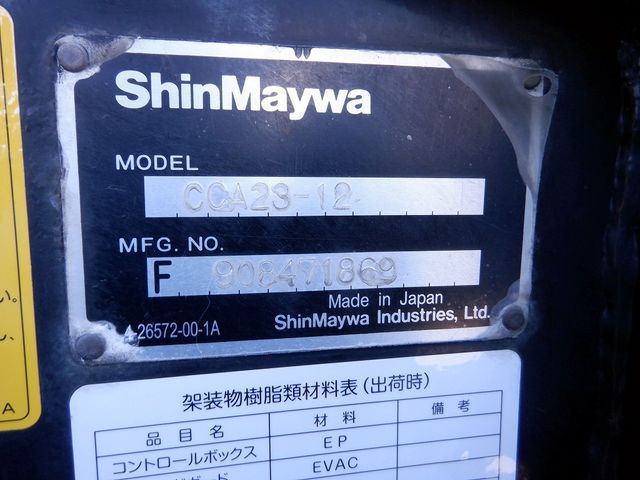 ShinMaywa
MODEL
CCA23-12
MFG. NO.
F 908471869
Made in Japan
4-26572-00-1A
ShinMaywa Industries, Ltd.
い。
A
架装物樹脂類材料表（出荷時）
品目名 材料 備考
コントロールボックス EP
EVAC